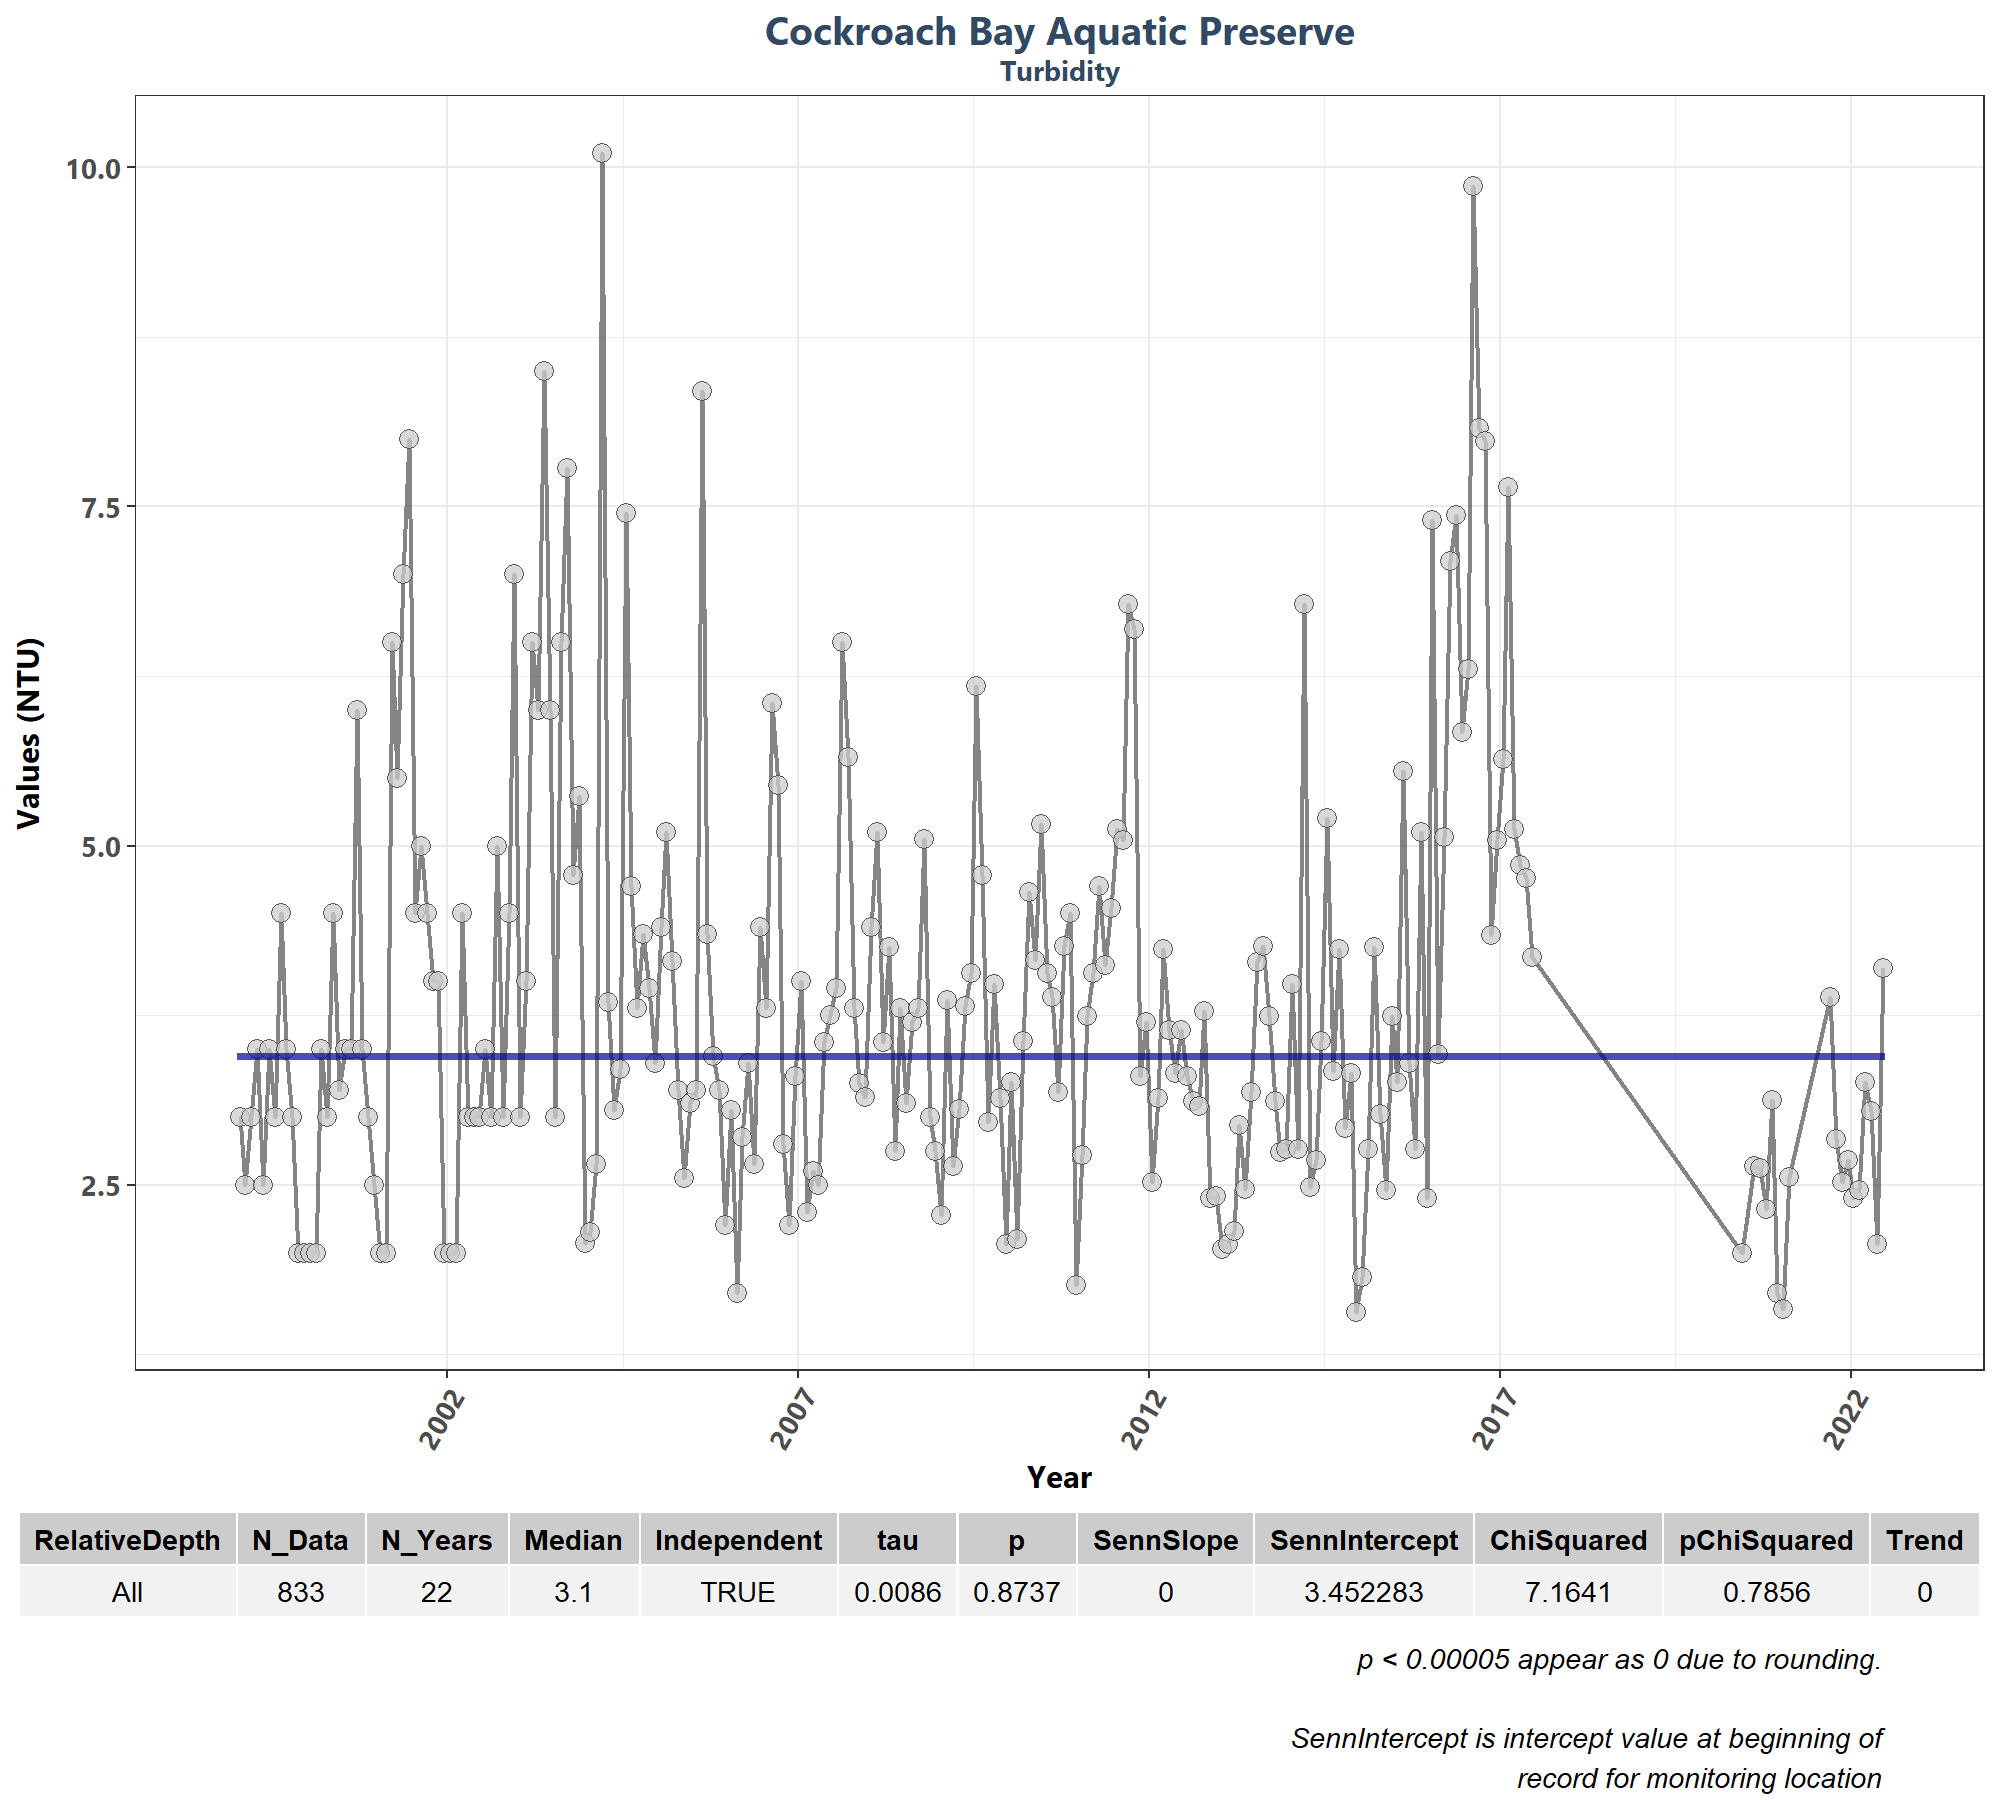 Cockroach Bay Aquatic Preserve
Turbidity
Values (NTU)
10.0
7.5
5.0
2.5
2002
2007
2012
2017
2022
Year
RelativeDepth N_Data N_Years Median Independent tau p SennSlope SennIntercept ChiSquared pChiSquared Trend
All 833 22 3.1 TRUE 0.0086 0.8737 0 3.452283 7.1641 0.7856 0
p < 0.00005 appear as 0 due to rounding.
SennIntercept is intercept value at beginning of
record for monitoring location